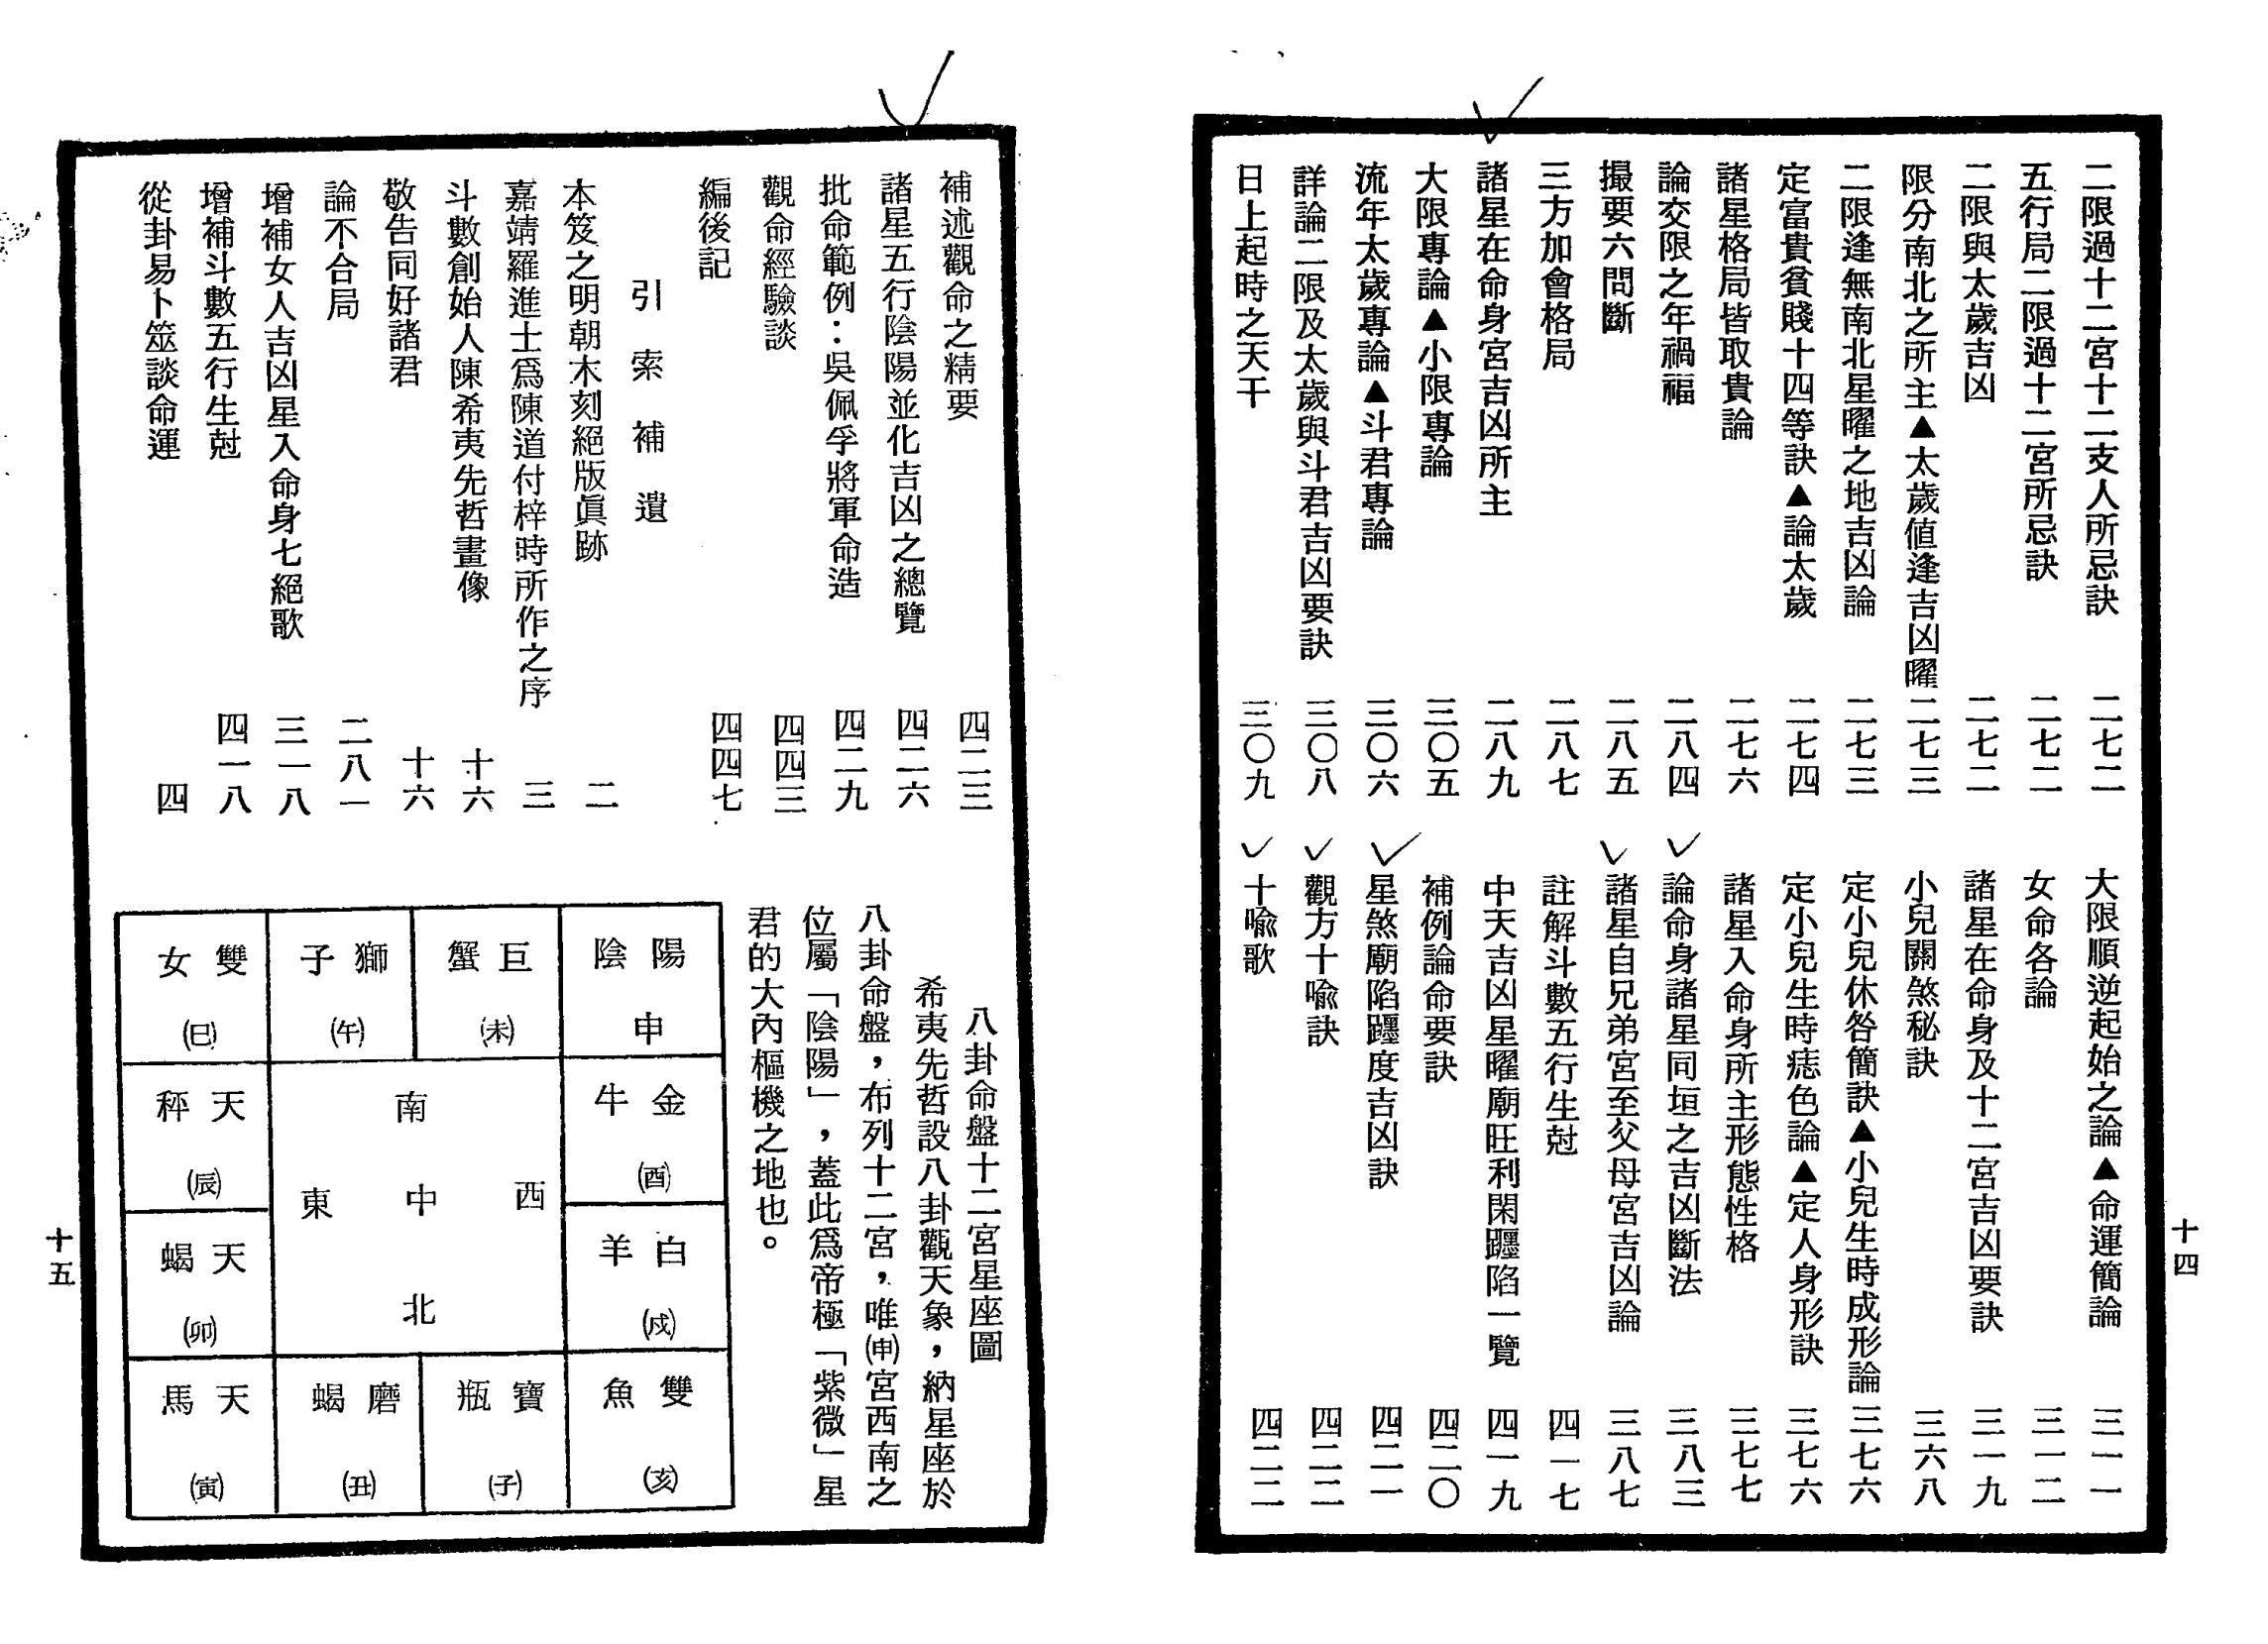 二限過十二宮十二支人所忌訣 二七二
五行局二限過十二宮所忌訣 二七二
二限與太歲吉凶 二七二
限分南北之所主▲太歲値逢吉凶曜 二七三
二限逢無南北星曜之地吉凶論 二七三
定富貴貧賤十四等訣▲論太歲 二七四
諸星格局皆取貴論 二七六
論交限之年禍福 二八四
撮要六問斷 二八五
三方加會格局 二八七
諸星在命身宮吉凶所主 二八九
大限專論▲小限專論 三〇五
流年太歲專論▲斗君專論 三〇六
詳論二限及太歲與斗君吉凶要訣 三〇八
日上起時之天干 三〇九
大限順逆起始之論▲命運簡論 三一一
女命各論 三一二
諸星在命身及十二宮吉凶要訣 三一九
小兒關煞秘訣 三六八
定小兒休咎簡訣▲小兒生時成形論 三七六
定小兒生時痣色論▲定人身形訣 三七六
諸星入命身所主形態性格 三七七
論命身諸星同垣之吉凶斷法 三八三
諸星自兄弟宮至父母宮吉凶論 三八七
註解斗數五行生尅 四一七
中天吉凶星曜廟旺利閑躔陷一覽 四一九
補例論命要訣 四二〇
星煞廟陷躔度吉凶訣 四二一
觀方十喩訣 四二二
十喩歌 四二二
十四
補述觀命之精要 四二三
諸星五行陰陽並化吉凶之總覽 四二六
批命範例：吳佩孚將軍命造 四二九
觀命經驗談 四四三
編後記 四四七
引索補遺
本笈之明朝木刻絕版眞跡 二
嘉靖羅進士爲陳道付梓時所作之序 三
斗數創始人陳希夷先哲畫像 十六
敬告同好諸君 十六
論不合局 二八一
增補女人吉凶星入命身七絕歌 三一八
增補斗數五行生尅 四一八
從卦易卜筮談命運 四
八卦命盤十二宮星座圖
希夷先哲設八卦觀天象，納星座於
八卦命盤，布列十二宮，唯㈲申宮西南之
位屬「陰陽」，蓋此爲帝極「紫微」星
君的大內樞機之地也。
陽陰 申
巨蟹 (未)
獅子 (午)
雙女 (巳)
金牛 (酉)
天秤 (辰)
白羊 (戍)
天蝎 (卯)
雙魚 (亥)
寶瓶 (子)
磨蝎 (丑)
天馬 (寅)
南
西 中 東
北
十五